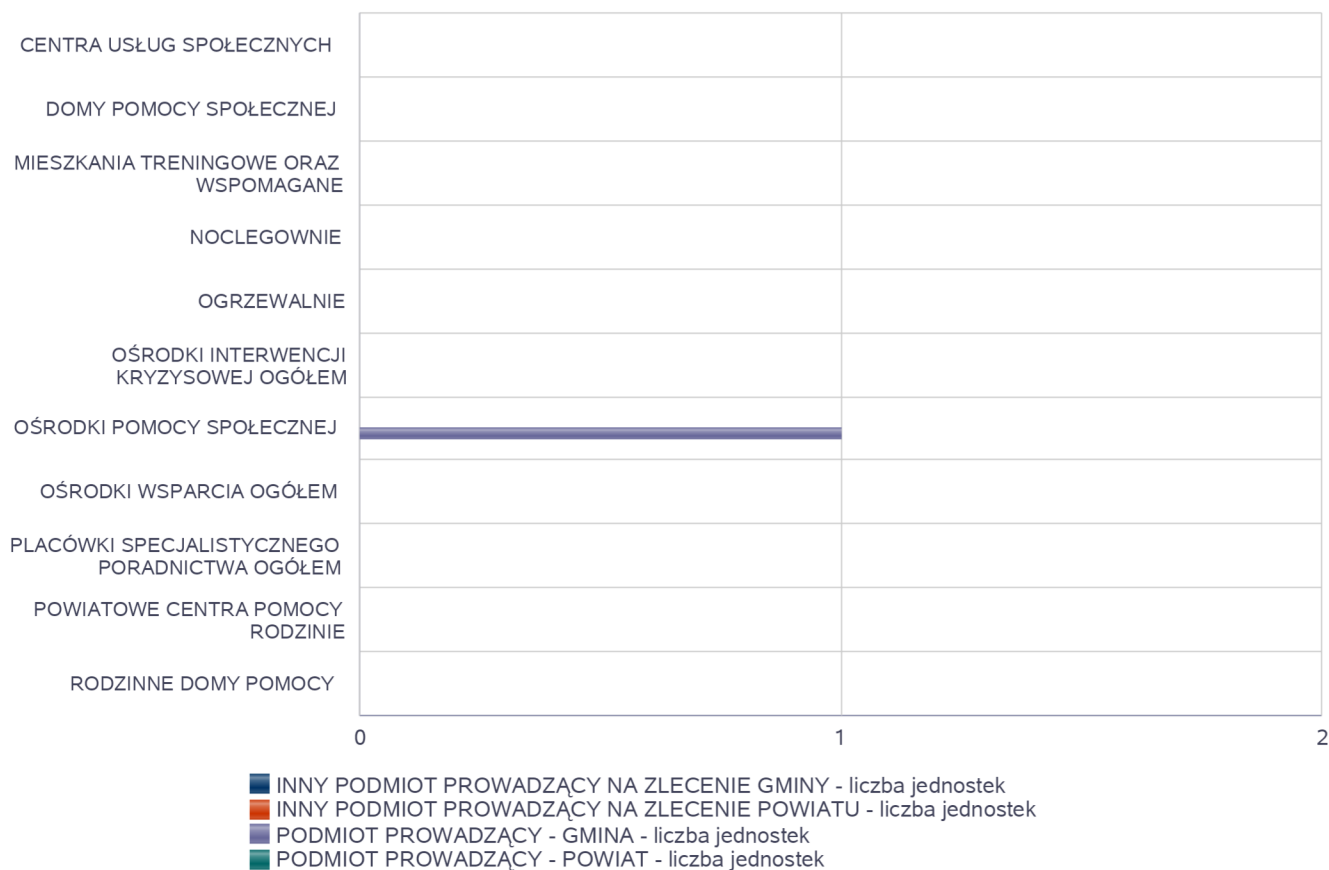 CENTRA USŁUG SPOŁECZNYCH
DOMY POMOCY SPOŁECZNEJ
MIESZKANIA TRENINGOWE ORAZ
WSPOMAGANE
NOCLEGOWNIE
OGRZEWALNIE
OŚRODKI INTERWENCJI
KRYZYSOWEJ OGÓŁEM
OŚRODKI POMOCY SPOŁECZNEJ
OŚRODKI WSPARCIA OGÓŁEM
PLACÓWKI SPECJALISTYCZNEGO
PORADNICTWA OGÓŁEM
POWIATOWE CENTRA POMOCY
RODZINIE
RODZINNE DOMY POMOCY
0 1 2
INNY PODMIOT PROWADZĄCY NA ZLECENIE GMINY - liczba jednostek
INNY PODMIOT PROWADZĄCY NA ZLECENIE POWIATU - liczba jednostek
PODMIOT PROWADZĄCY - GMINA - liczba jednostek
PODMIOT PROWADZĄCY - POWIAT - liczba jednostek